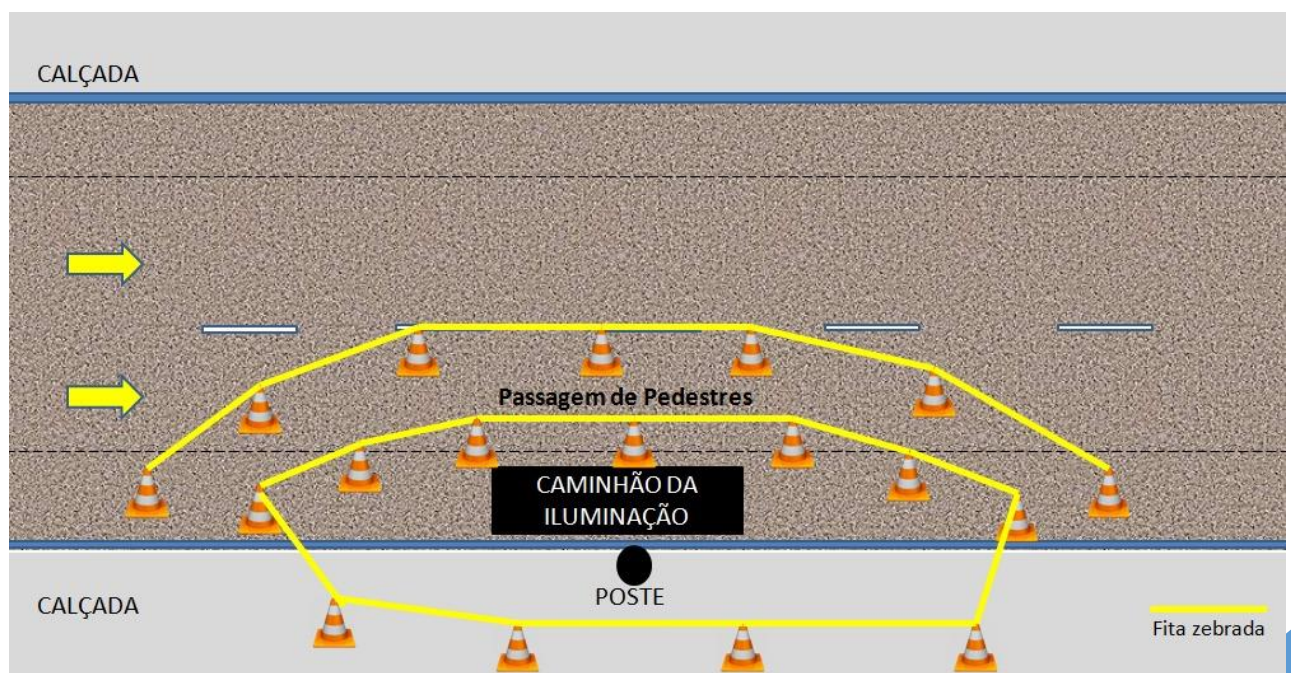 CALÇADA
Passagem de Pedestres
CAMINHÃO DA
ILUMINAÇÃO
POSTE
CALÇADA
Fita zebrada